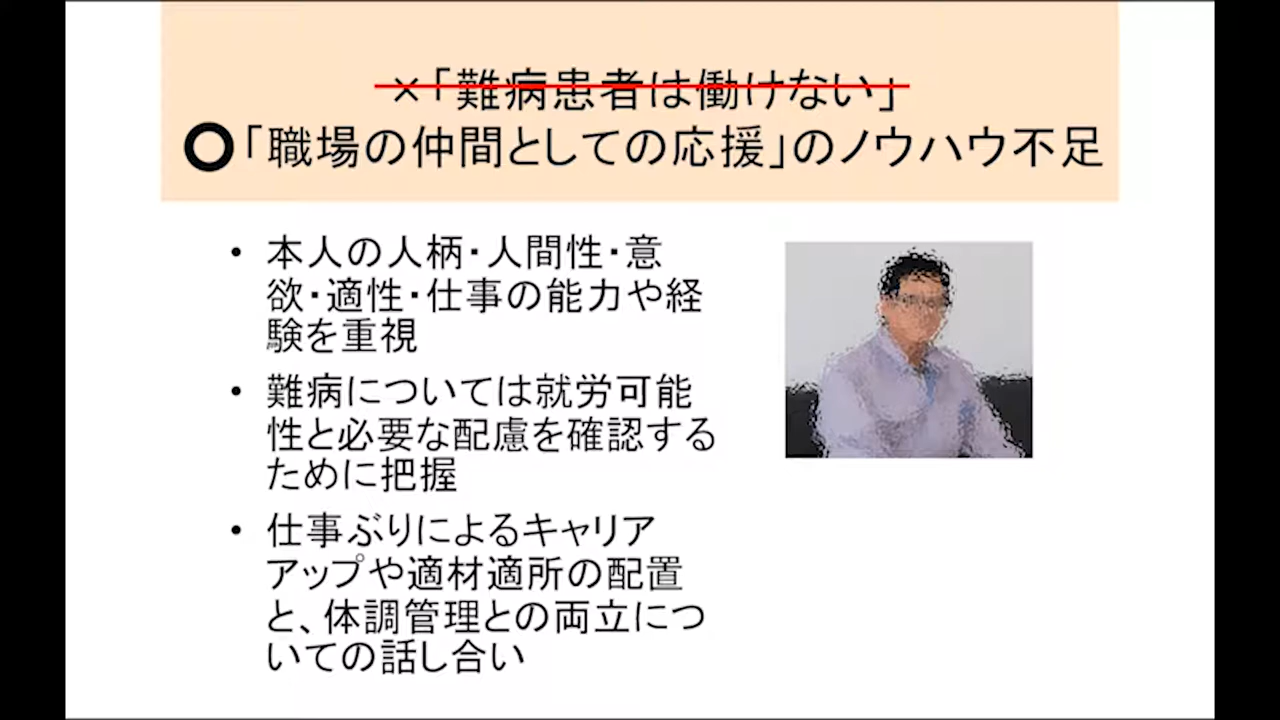 ×「難病患者は働けない」
○「職場の仲間としての応援」のノウハウ不足
• 本人の人柄・人間性・意
欲・適性・仕事の能力や経
験を重視
• 難病については就労可能
性と必要な配慮を確認する
ために把握
• 仕事ぶりによるキャリア
アップや適材適所の配置
と、体調管理との両立につ
いての話し合い